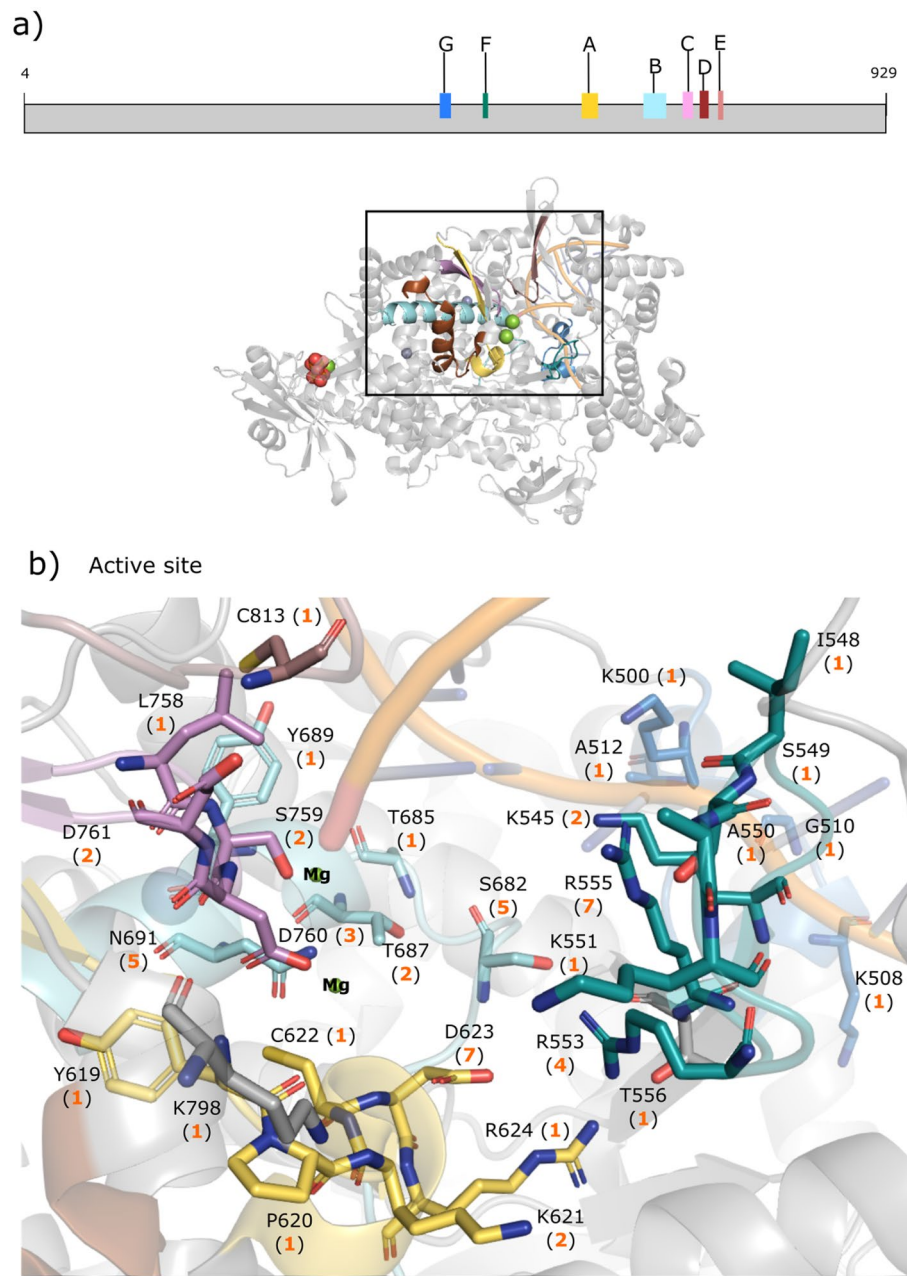 a)
G F A B C D E
4 929
b) Active site
C813 (1)
I548
(1)
K500 (1)
L758
(1)
Y689
(1)
A512
(1)
S549
(1)
S759
(2)
T685
(1)
K545 (2)
D761
(2)
A550
(1)
G510
(1)
Mg
R555
(7)
S682
(5)
N691
(5)
D760 (3)
T687
(2)
K551
(1)
Mg
K508
(1)
C622 (1)
D623
(7)
R553
(4)
Y619
(1)
K798
(1)
T556
(1)
R624 (1)
P620
(1)
K621
(2)